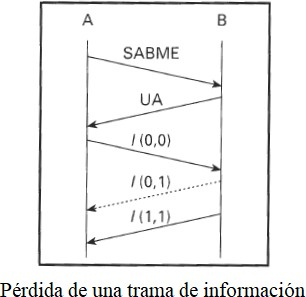 A B
SABME
UA
I (0,0)
I (0,1)
I (1,1)
Pérdida de una trama de información